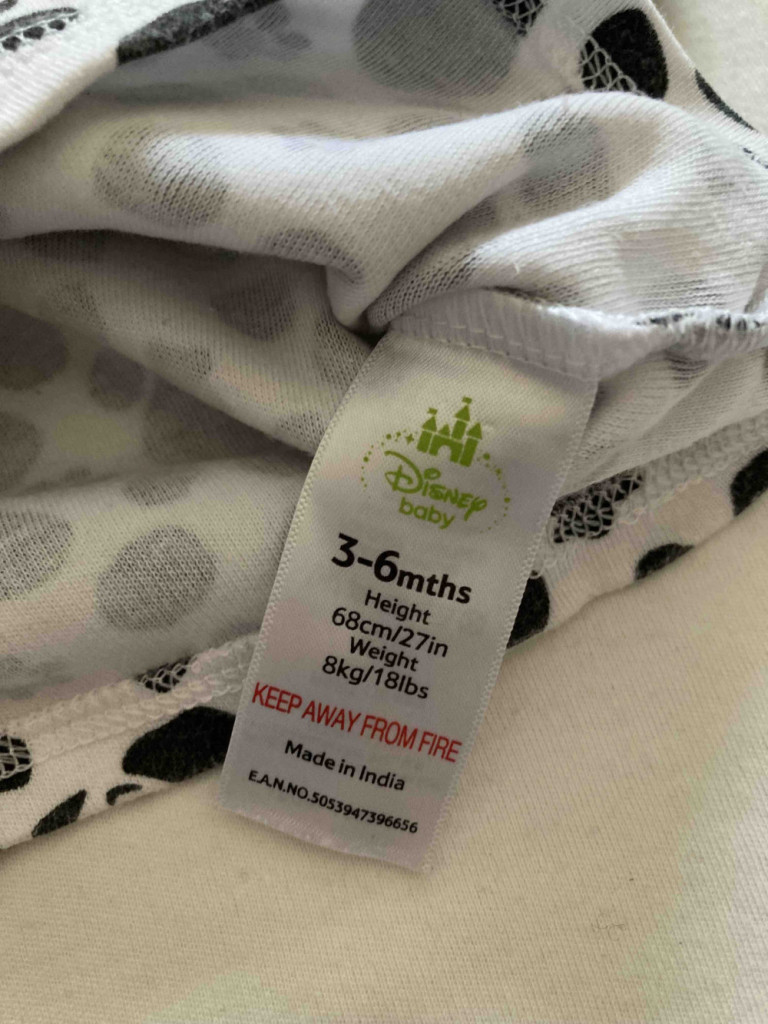 Disney
baby
3-6mths
Height
68cm/27in
Weight
8kg/18lbs
KEEP AWAY FROM FIRE
Made in India
E.A.N.NO.5053947396656